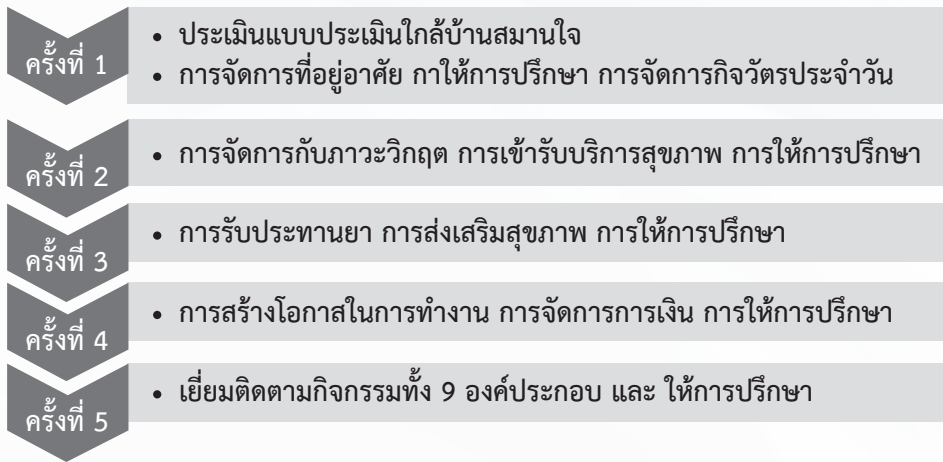 ครั้งที่ 1
• ประเมินแบบประเมินใกล้บ้านสมานใจ
• การจัดการที่อยู่อาศัย กาให้การปรึกษา การจัดการกิจวัตรประจำวัน
ครั้งที่ 2
• การจัดการกับภาวะวิกฤต การเข้ารับบริการสุขภาพ การให้การปรึกษา
ครั้งที่ 3
• การรับประทานยา การส่งเสริมสุขภาพ การให้การปรึกษา
ครั้งที่ 4
• การสร้างโอกาสในการทำงาน การจัดการการเงิน การให้การปรึกษา
ครั้งที่ 5
• เยี่ยมติดตามกิจกรรมทั้ง 9 องค์ประกอบ และ ให้การปรึกษา